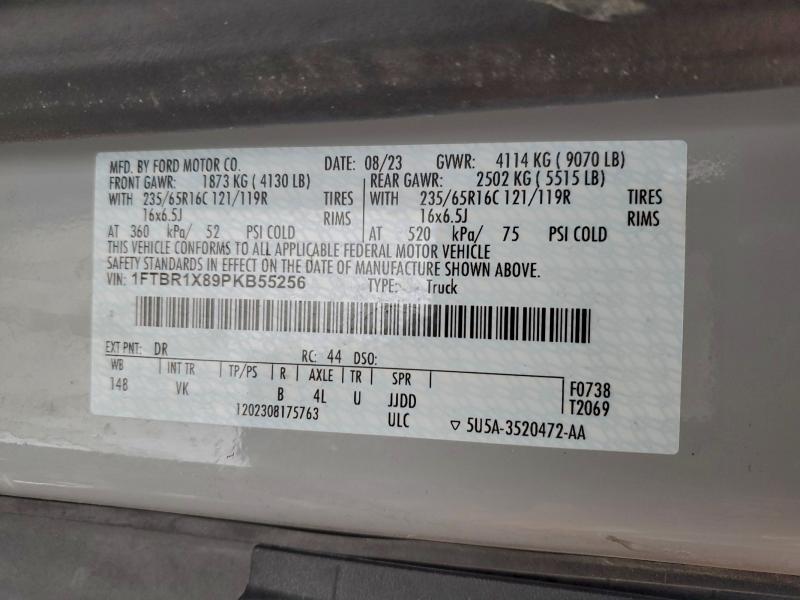 MFD. BY FORD MOTOR CO. DATE: 08/23 GVWR: 4114 KG ( 9070 LB)
FRONT GAWR: 1873 KG ( 4130 LB) REAR GAWR: 2502 KG ( 5515 LB)
WITH 235/65R16C 121/119R TIRES WITH 235/65R16C 121/119R TIRES
16x6.5J RIMS 16x6.5J RIMS
AT 360 kPa/ 52 PSI COLD AT 520 kPa/ 75 PSI COLD
THIS VEHICLE CONFORMS TO ALL APPLICABLE FEDERAL MOTOR VEHICLE
SAFETY STANDARDS IN EFFECT ON THE DATE OF MANUFACTURE SHOWN ABOVE.
VIN: 1FTBR1X89PKB55256 TYPE: Truck
EXT PNT: DR RC: 44 DSO:
WB INT TR TP/PS R AXLE TR SPR F0738
148 VK B 4L U JJDD T2069
1202308175763 ULC ▽ 5U5A-3520472-AA